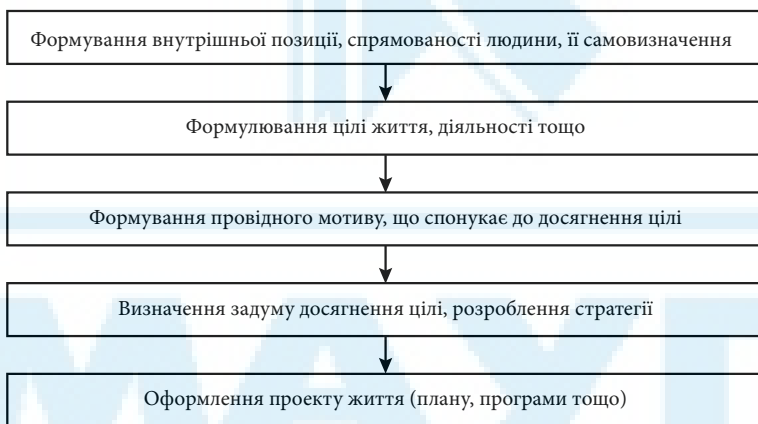 Формування внутрішньої позиції, спрямованості людини, її самовизначення
Формулювання цілі життя, діяльності тощо
Формування провідного мотиву, що спонукає до досягнення цілі
Визначення задуму досягнення цілі, розроблення стратегії
Оформлення проекту життя (плану, програми тощо)